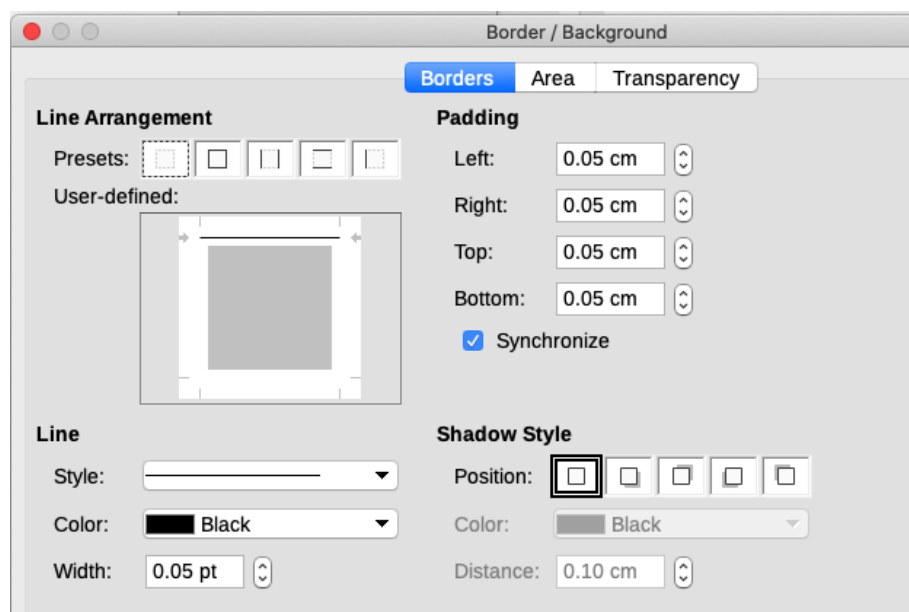 Border / Background
Borders Area Transparency
Line Arrangement
Presets:
User-defined:
Padding
Left: 0.05 cm
Right: 0.05 cm
Top: 0.05 cm
Bottom: 0.05 cm
Synchronize
Line
Style:
Color: Black
Width: 0.05 pt
Shadow Style
Position:
Color: Black
Distance: 0.10 cm